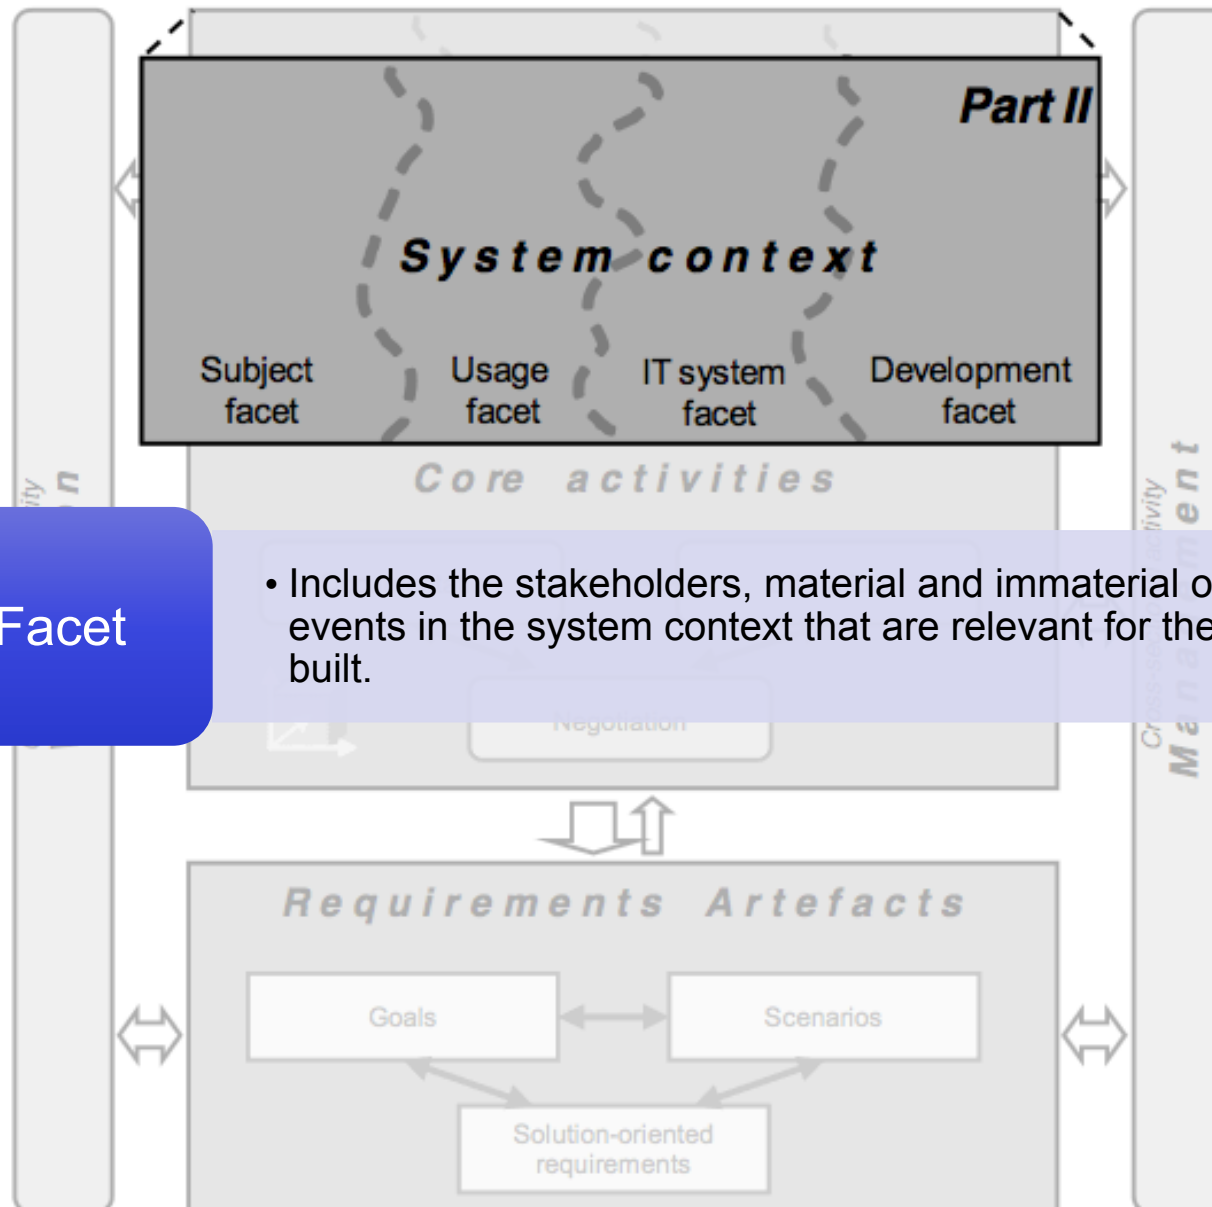 Part II
System context
Subject
facet
Usage
facet
IT system
facet
Development
facet
Core activities
Facet
• Includes the stakeholders, material and immaterial o
events in the system context that are relevant for the
built.
Negotiation
Management
Requirements Artefacts
Goals
Scenarios
Solution-oriented
requirements